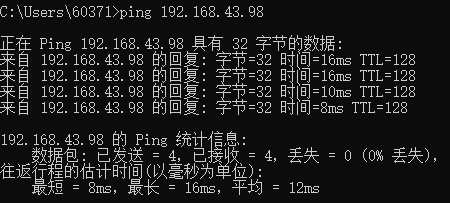 C:\Users\60371>ping 192.168.43.98
正在 Ping 192.168.43.98 具有 32 字节的数据:
来自 192.168.43.98 的回复: 字节=32 时间=16ms TTL=128
来自 192.168.43.98 的回复: 字节=32 时间=16ms TTL=128
来自 192.168.43.98 的回复: 字节=32 时间=10ms TTL=128
来自 192.168.43.98 的回复: 字节=32 时间=8ms TTL=128
192.168.43.98 的 Ping 统计信息:
数据包: 已发送 = 4, 已接收 = 4, 丢失 = 0 (0% 丢失),
往返行程的估计时间(以毫秒为单位):
最短 = 8ms, 最长 = 16ms, 平均 = 12ms